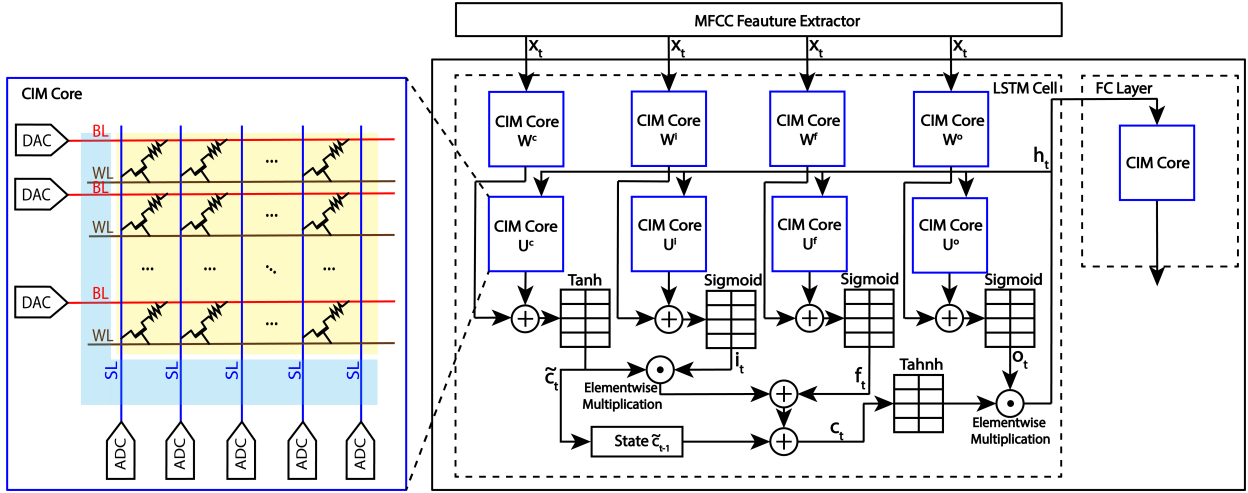 MFCC Feauture Extractor
x_t
x_t
x_t
x_t
CIM Core
DAC
BL
WL
DAC
BL
WL
...
...
DAC
BL
WL
...
...
...
...
...
SL
SL
SL
SL
SL
ADC
ADC
ADC
ADC
ADC
LSTM Cell
CIM Core
W^c
CIM Core
W^i
CIM Core
W^f
CIM Core
W^o
h_t
CIM Core
U^c
CIM Core
U^i
CIM Core
U^f
CIM Core
U^o
Tanh
Sigmoid
Sigmoid
Sigmoid
+
+
+
+
c̃_t
i_t
f_t
o_t
Elementwise
Multiplication
+
Tahnh
State c̃_t-1
+
c_t
Elementwise
Multiplication
FC Layer
CIM Core